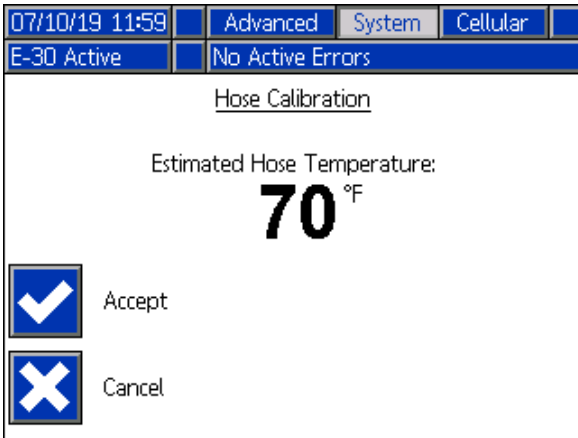 07/10/19 11:59 Advanced System Cellular
E-30 Active No Active Errors
Hose Calibration
Estimated Hose Temperature:
70 °F
Accept
Cancel